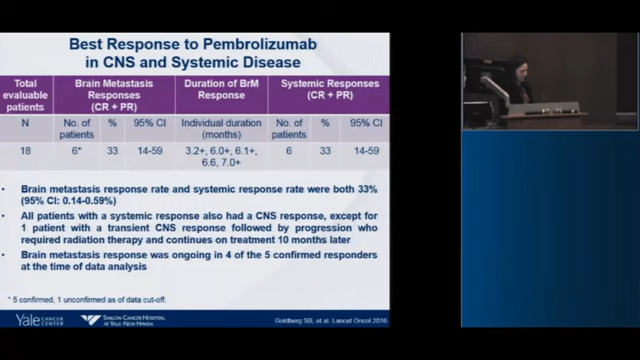 Best Response to Pembrolizumab
in CNS and Systemic Disease
Total evaluable patients
Brain Metastasis Responses (CR + PR)
Duration of BrM Response
Systemic Responses (CR + PR)
N
No. of patients
%
95% CI
Individual duration (months)
No. of patients
%
95% CI
18
6*
33
14-59
3.2+, 6.0+, 6.1+,
6.6, 7.0+
6
33
14-59
• Brain metastasis response rate and systemic response rate were both 33%
(95% CI: 0.14-0.59%)
• All patients with a systemic response also had a CNS response, except for
1 patient with a transient CNS response followed by progression who
required radiation therapy and continues on treatment 10 months later
• Brain metastasis response was ongoing in 4 of the 5 confirmed responders
at the time of data analysis
* 5 confirmed, 1 unconfirmed as of data cut-off.
Yale CANCER CENTER
SMILOW CANCER HOSPITAL
AT YALE-NEW HAVEN
Goldberg SB, et al. Lancet Oncol 2016